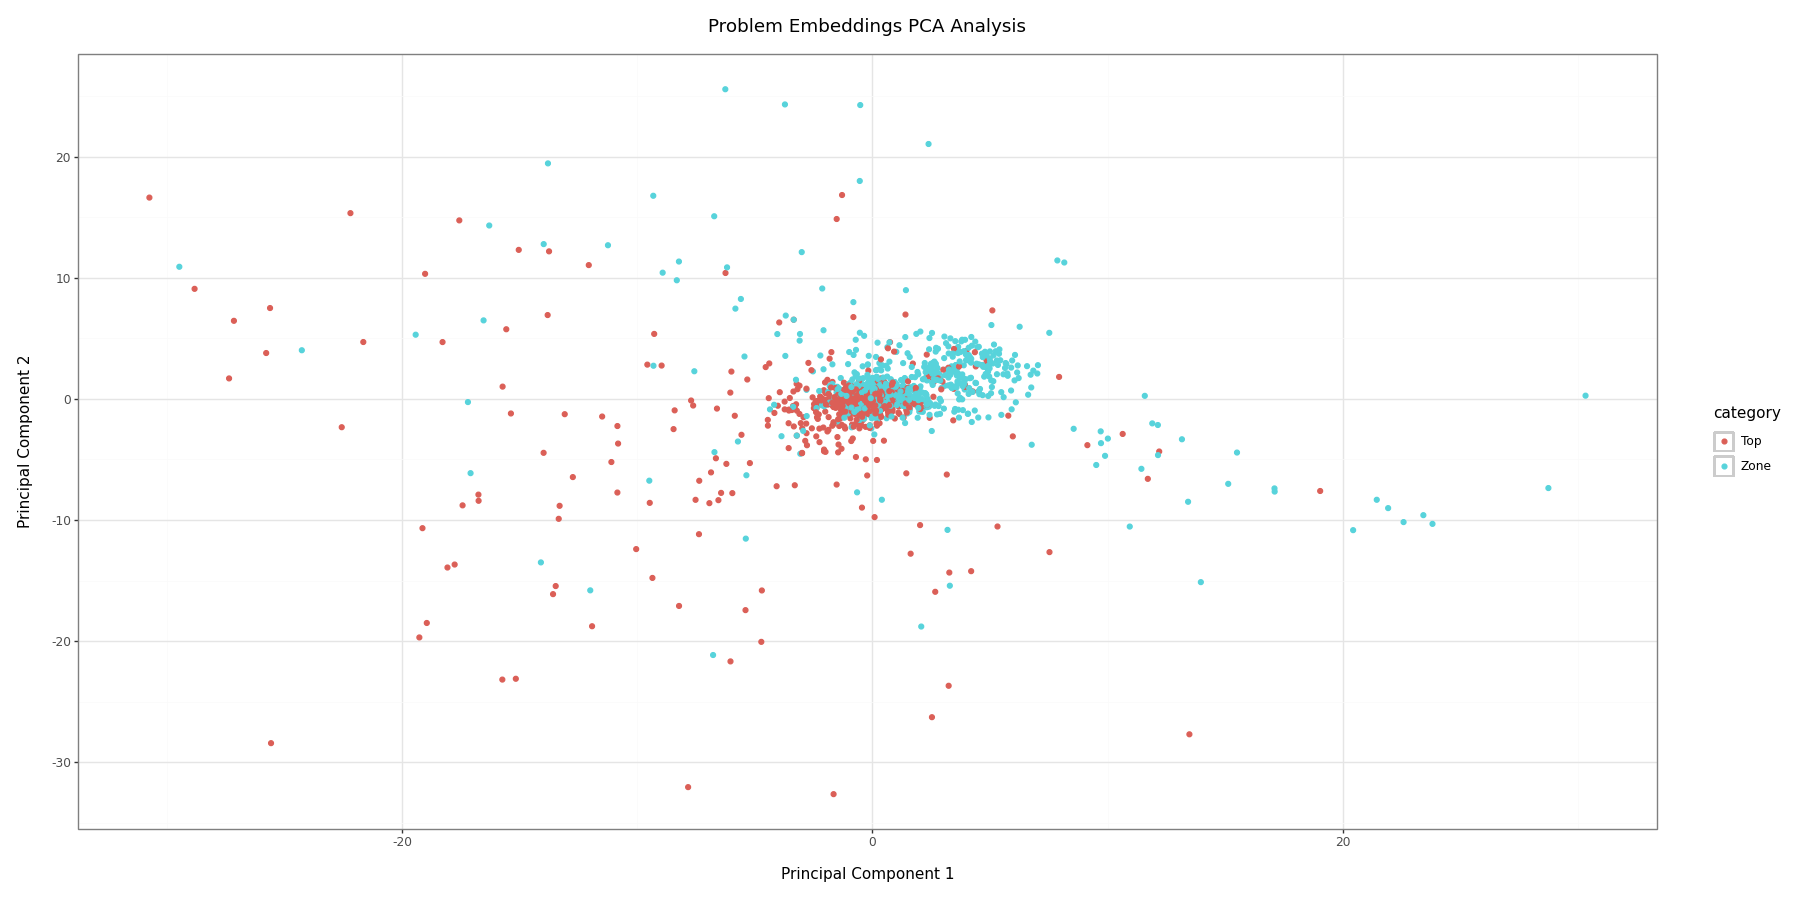 Problem Embeddings PCA Analysis
20
10
0
-10
-20
-30
Principal Component 2
-20
0
20
Principal Component 1
category
Top
Zone